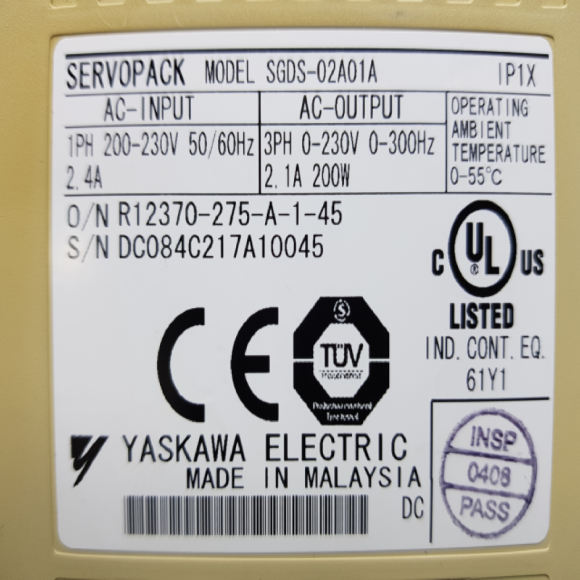 SERVOPACK MODEL SGDS-02A01A IP1X
AC-INPUT
1PH 200-230V 50/60Hz
2.4A
AC-OUTPUT
3PH 0-230V 0-300Hz
2.1A 200W
OPERATING
AMBIENT
TEMPERATURE
0-55°C
O/N R12370-275-A-1-45
S/N DC084C217A10045
C UL US
®
LISTED
IND. CONT. EQ.
61Y1
CE
S
TÜV
YASKAWA ELECTRIC
MADE IN MALAYSIA
DC
INSP
0408
PASS